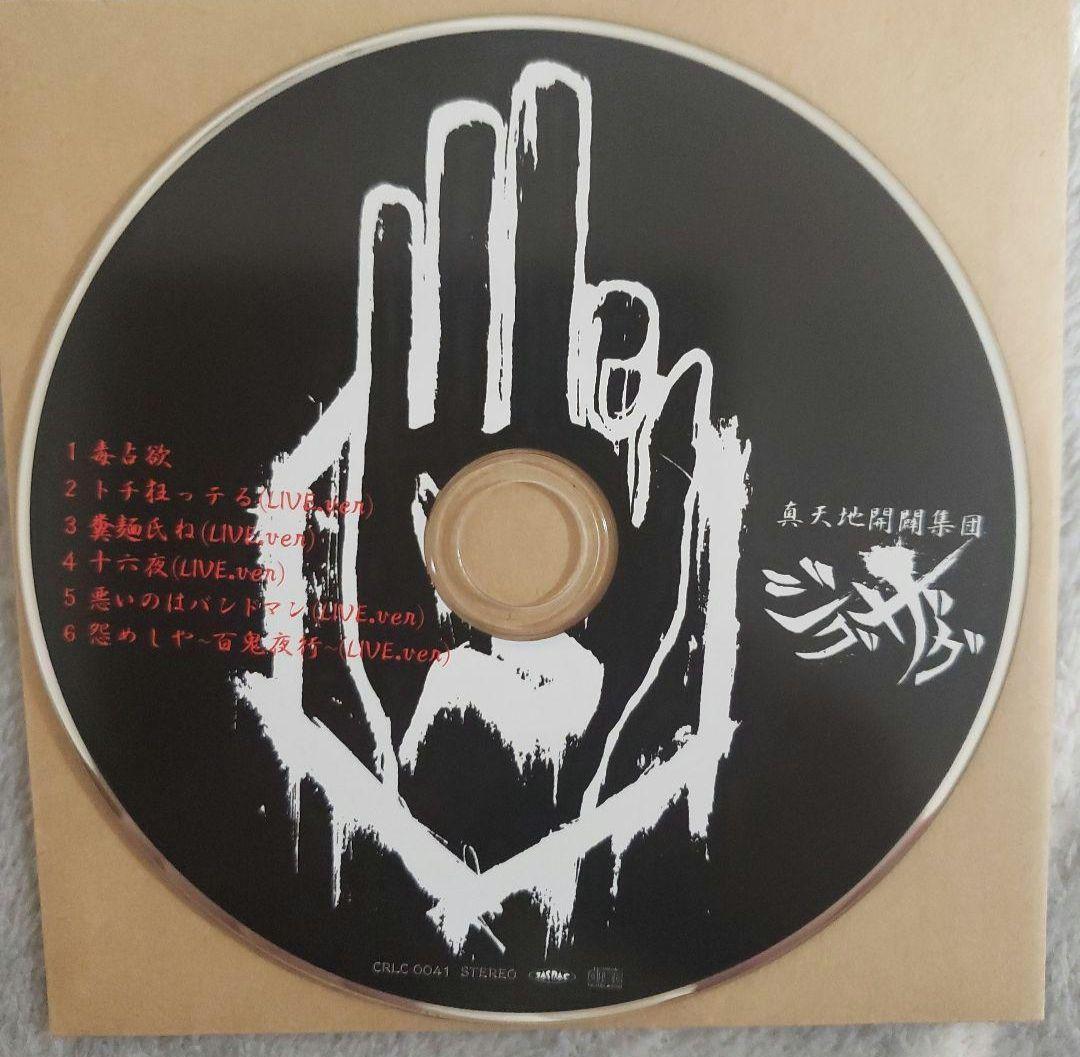 1 毒占欲
2 トチ狂っテる(LIVE.ver)
3 糞麺氏ね(LIVE.ver)
4 十六夜(LIVE.ver)
5 悪いのはバンドマン(LIVE.ver)
6 怨めしや~百鬼夜行~(LIVE.ver)
真天地開闢集団
ジグザグ
CRLC 0041 STEREO JASRAC